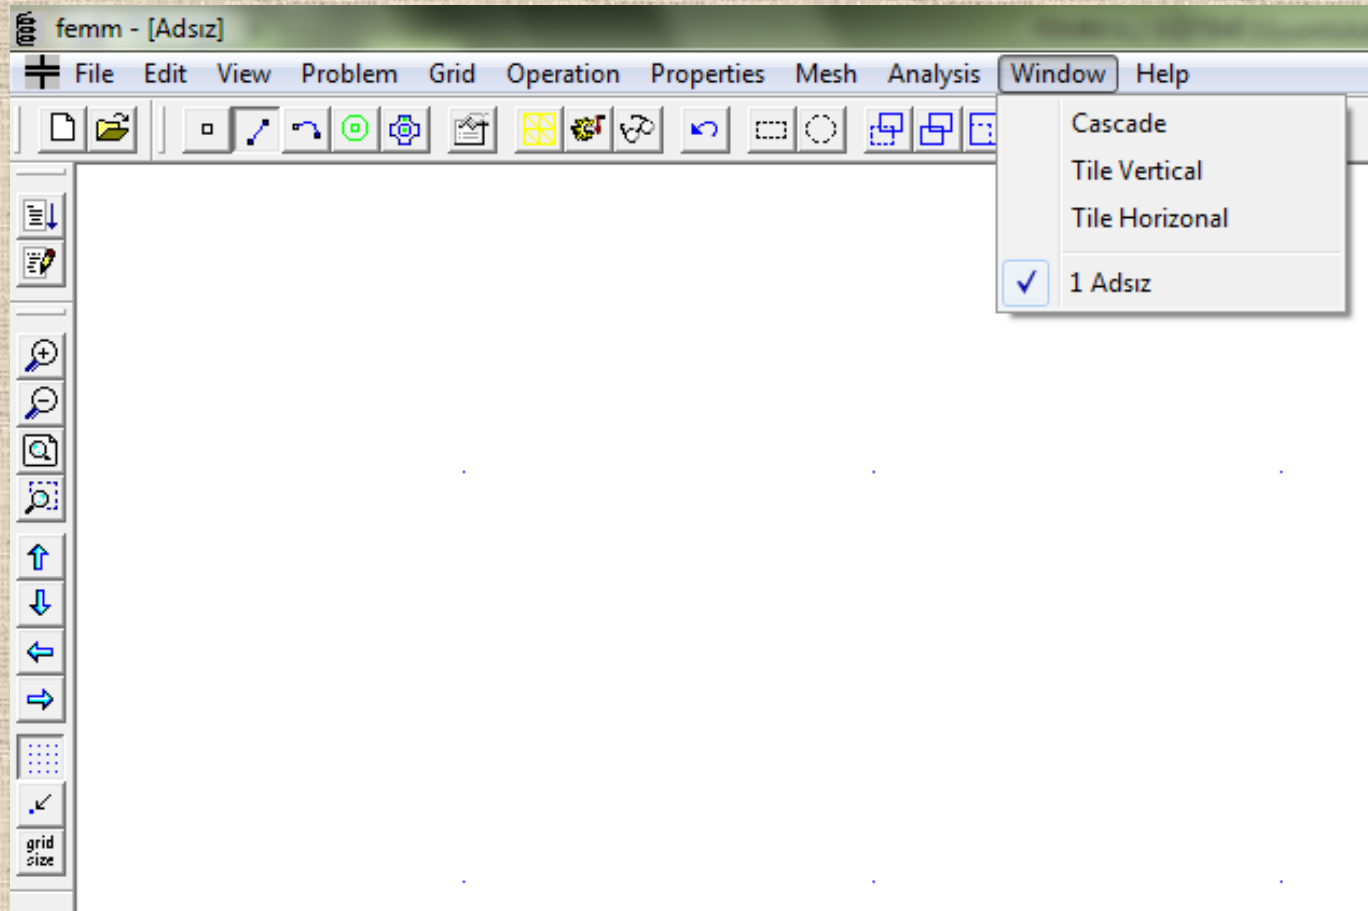 femm - [Adsız]
File Edit View Problem Grid Operation Properties Mesh Analysis Window Help
Cascade
Tile Vertical
Tile Horizonal
1 Adsız
grid
size